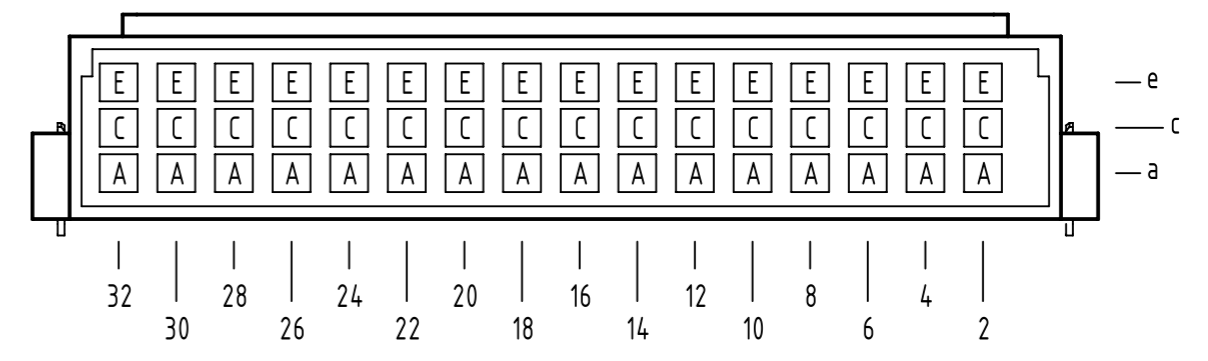 E E E E E E E E E E E E E E E E e
C C C C C C C C C C C C C C C C c
A A A A A A A A A A A A A A A A a
32 28 24 20 16 12 8 4
30 26 22 18 14 10 6 2